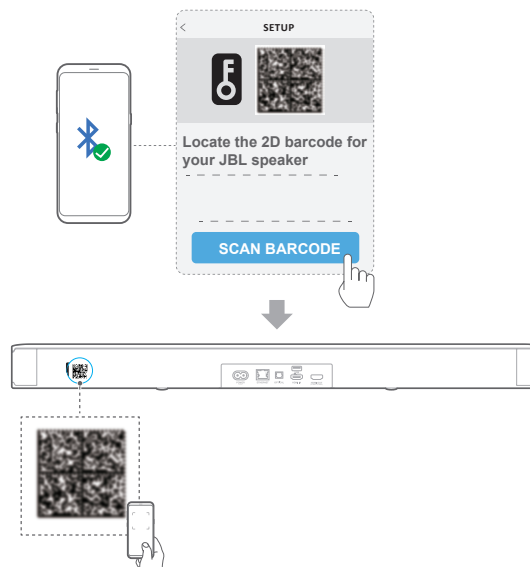 SETUP
Locate the 2D barcode for
your JBL speaker
SCAN BARCODE